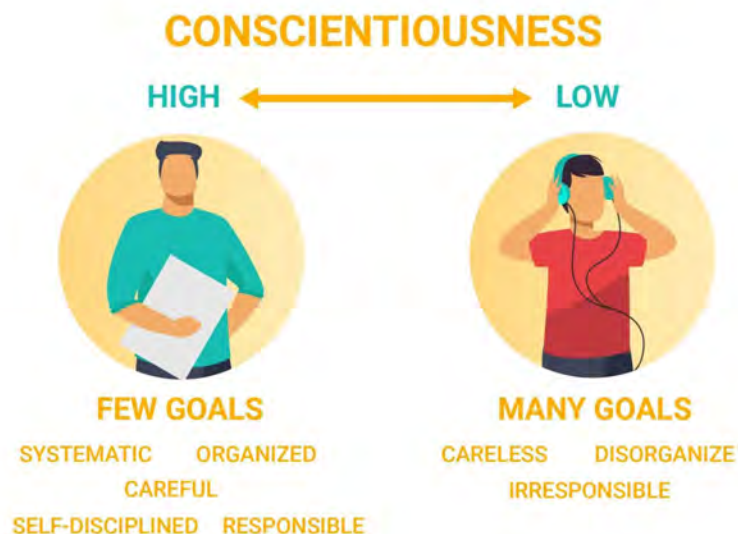 CONSCIENTIOUSNESS
HIGH LOW
FEW GOALS
SYSTEMATIC ORGANIZED
CAREFUL
SELF-DISCIPLINED RESPONSIBLE
MANY GOALS
CARELESS DISORGANIZE
IRRESPONSIBLE